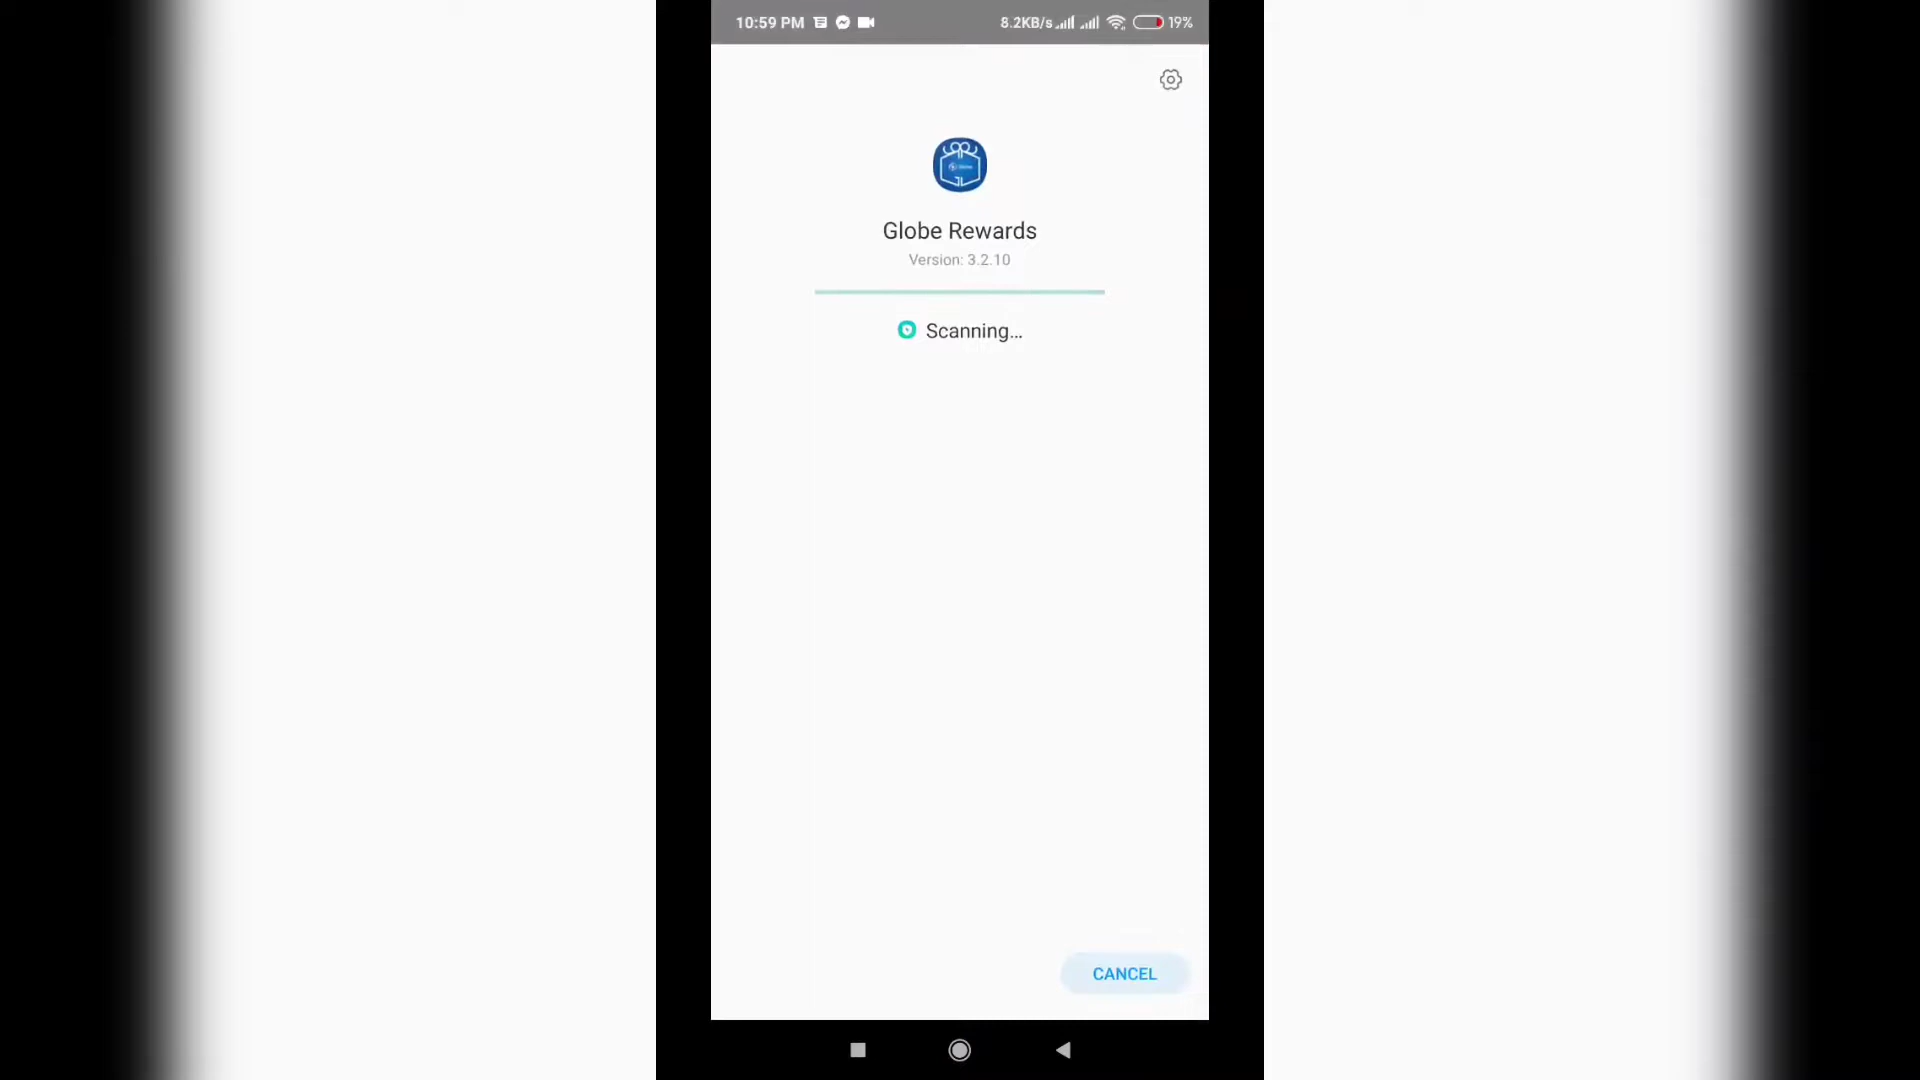 10:59 PM 8.2KB/s 19%
Globe Rewards
Version: 3.2.10
Scanning...
CANCEL